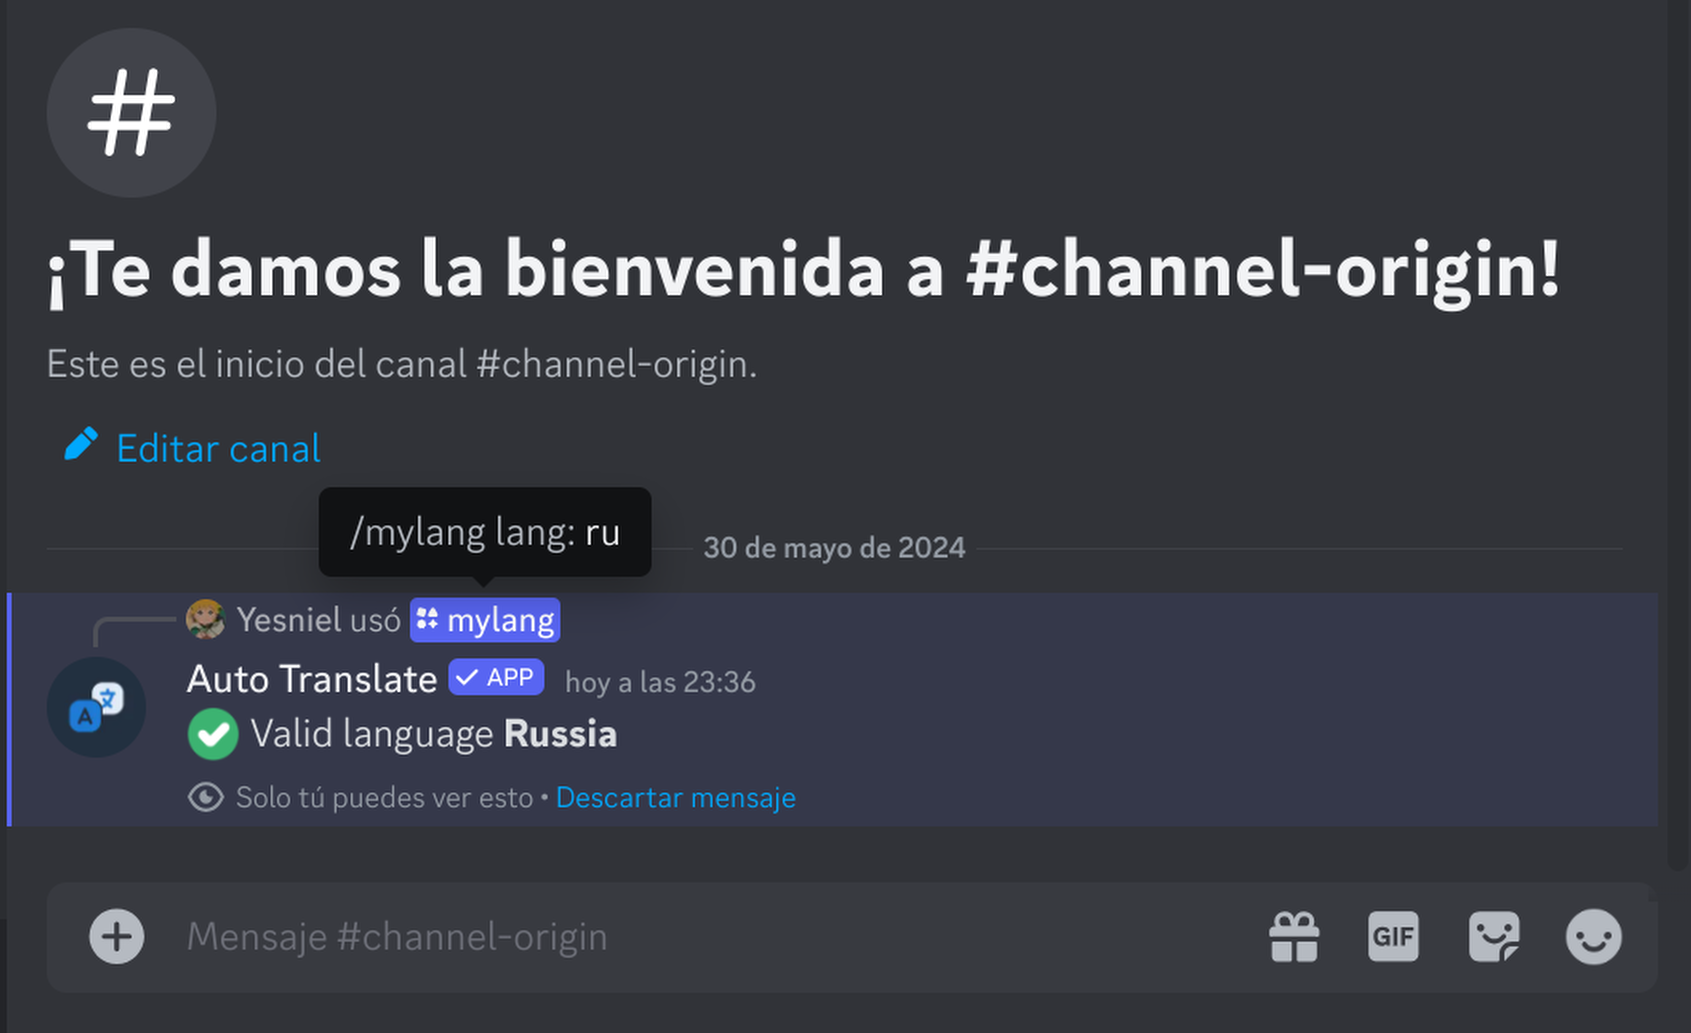 #
¡Te damos la bienvenida a #channel-origin!
Este es el inicio del canal #channel-origin.
Editar canal
/mylang lang: ru
30 de mayo de 2024
Yesniel usó mylang
Auto Translate APP hoy a las 23:36
A 文
Valid language Russia
Solo tú puedes ver esto • Descartar mensaje
Mensaje #channel-origin
GIF